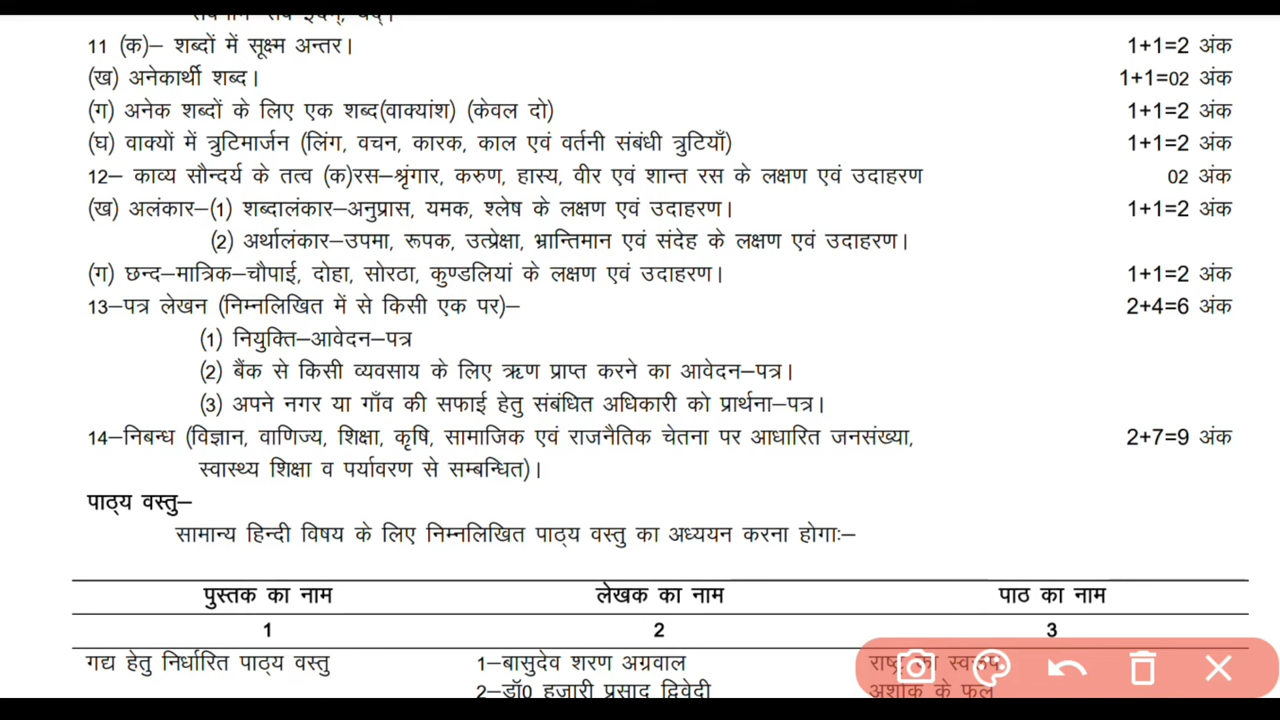 11 (क)– शब्दों में सूक्ष्म अन्तर। 1+1=2 अंक
(ख) अनेकार्थी शब्द। 1+1=02 अंक
(ग) अनेक शब्दों के लिए एक शब्द(वाक्यांश) (केवल दो) 1+1=2 अंक
(घ) वाक्यों में त्रुटिमार्जन (लिंग, वचन, कारक, काल एवं वर्तनी संबंधी त्रुटियाँ) 1+1=2 अंक
12– काव्य सौन्दर्य के तत्व (क)रस–श्रृंगार, करुण, हास्य, वीर एवं शान्त रस के लक्षण एवं उदाहरण 02 अंक
(ख) अलंकार–(1) शब्दालंकार–अनुप्रास, यमक, श्लेष के लक्षण एवं उदाहरण। 1+1=2 अंक
(2) अर्थालंकार–उपमा, रूपक, उत्प्रेक्षा, भ्रान्तिमान एवं संदेह के लक्षण एवं उदाहरण।
(ग) छन्द–मात्रिक–चौपाई, दोहा, सोरठा, कुण्डलियां के लक्षण एवं उदाहरण। 1+1=2 अंक
13–पत्र लेखन (निम्नलिखित में से किसी एक पर)– 2+4=6 अंक
(1) नियुक्ति–आवेदन–पत्र
(2) बैंक से किसी व्यवसाय के लिए ऋण प्राप्त करने का आवेदन–पत्र।
(3) अपने नगर या गाँव की सफाई हेतु संबंधित अधिकारी को प्रार्थना–पत्र।
14–निबन्ध (विज्ञान, वाणिज्य, शिक्षा, कृषि, सामाजिक एवं राजनैतिक चेतना पर आधारित जनसंख्या, 2+7=9 अंक
स्वास्थ्य शिक्षा व पर्यावरण से सम्बन्धित)।
पाठ्य वस्तु–
सामान्य हिन्दी विषय के लिए निम्नलिखित पाठ्य वस्तु का अध्ययन करना होगाः–
पुस्तक का नाम लेखक का नाम पाठ का नाम
1 2 3
गद्य हेतु निर्धारित पाठ्य वस्तु 1–बासुदेव शरण अग्रवाल राष्ट्र का स्वरूप
2–डॉ0 हजारी प्रसाद द्विवेदी अशोक के फूल